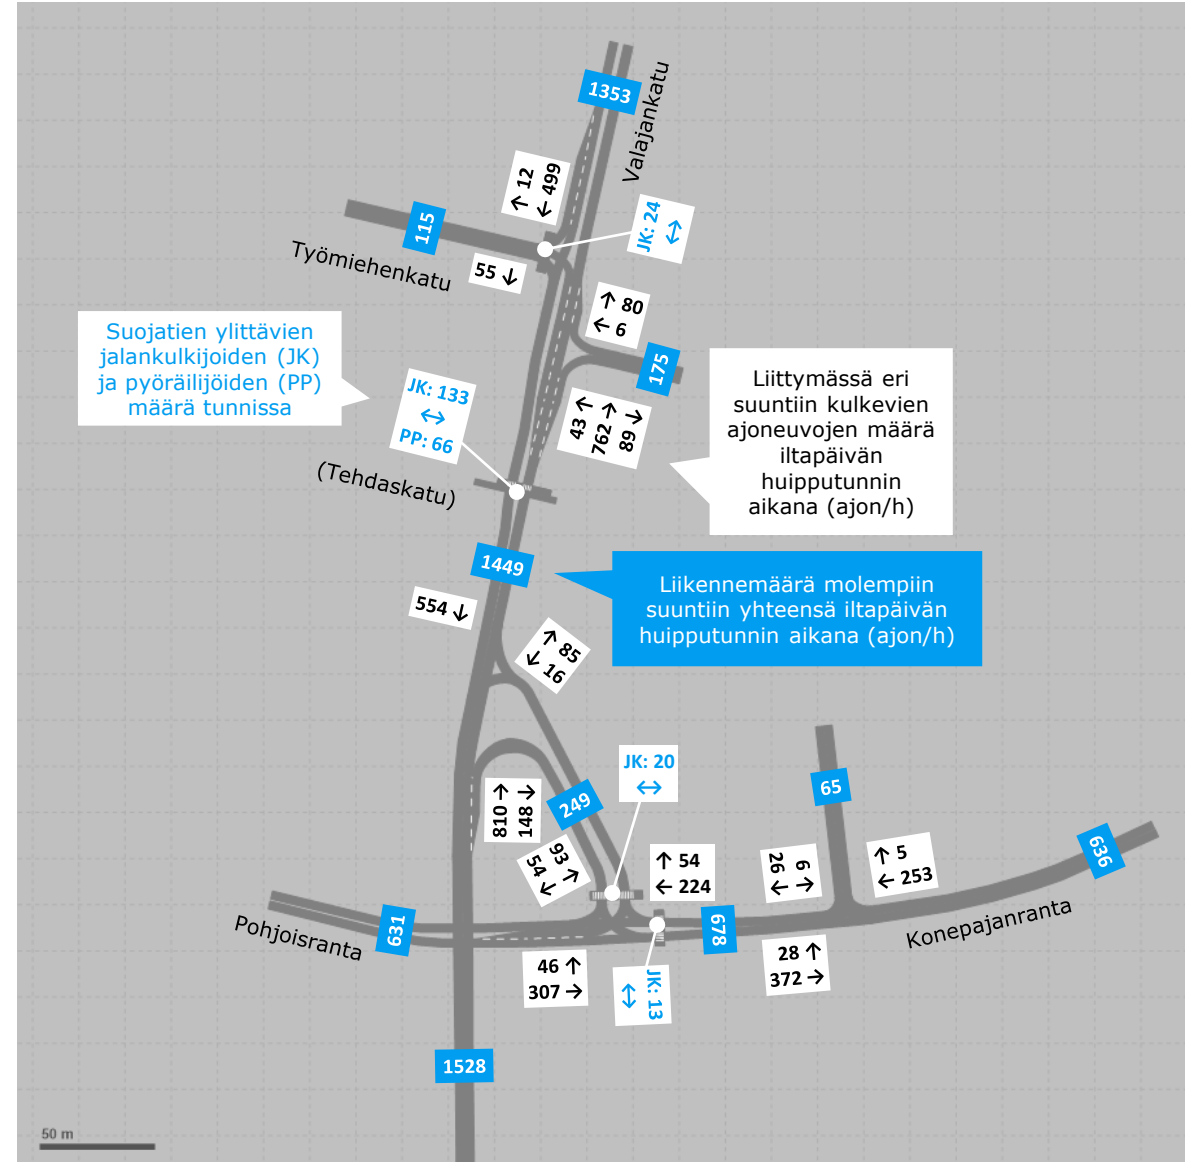 1353
Valajankatu
↑ 12
← 499
JK: 24
↔
115
Työmiehenkatu
55 ↓
↑ 80
← 6
175
Suojatien ylittävien
jalankulkijoiden (JK)
ja pyöräilijöiden (PP)
määrä tunnissa
JK: 133
↔
PP: 66
43 ←
762 ↑
89 →
Liittymässä eri
suuntiin kulkevien
ajoneuvojen määrä
iltapäivän
huipputunnin
aikana (ajon/h)
(Tehdaskatu)
1449
Liikennemäärä molempiin
suuntiin yhteensä iltapäivän
huipputunnin aikana (ajon/h)
554 ↓
↑ 85
↓ 16
JK: 20
↔
249
65
810 →
148 →
93 →
54 ←
↑ 54
← 224
26 ←
6 →
↑ 5
← 253
636
Pohjoisranta
631
678
Konepajanranta
46 ↑
307 →
JK: 13
↔
28 ↑
372 →
1528
50 m